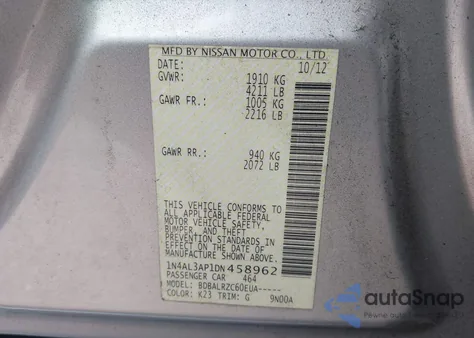 MFD BY NISSAN MOTOR CO., LTD.
DATE: 10/12
GVWR: 1910 KG
4211 LB
GAWR FR.: 1005 KG
2216 LB
GAWR RR.: 940 KG
2072 LB
THIS VEHICLE CONFORMS TO
ALL APPLICABLE FEDERAL
MOTOR VEHICLE SAFETY,
BUMPER, AND THEFT
PREVENTION STANDARDS IN
EFFECT ON THE DATE OF
MANUFACTURE SHOWN ABOVE.
1N4AL3AP1DN458962
PASSENGER CAR 464
MODEL: BDBALRZC60EUA-----
COLOR: K23 TRIM: G 9N00A
autoSnap